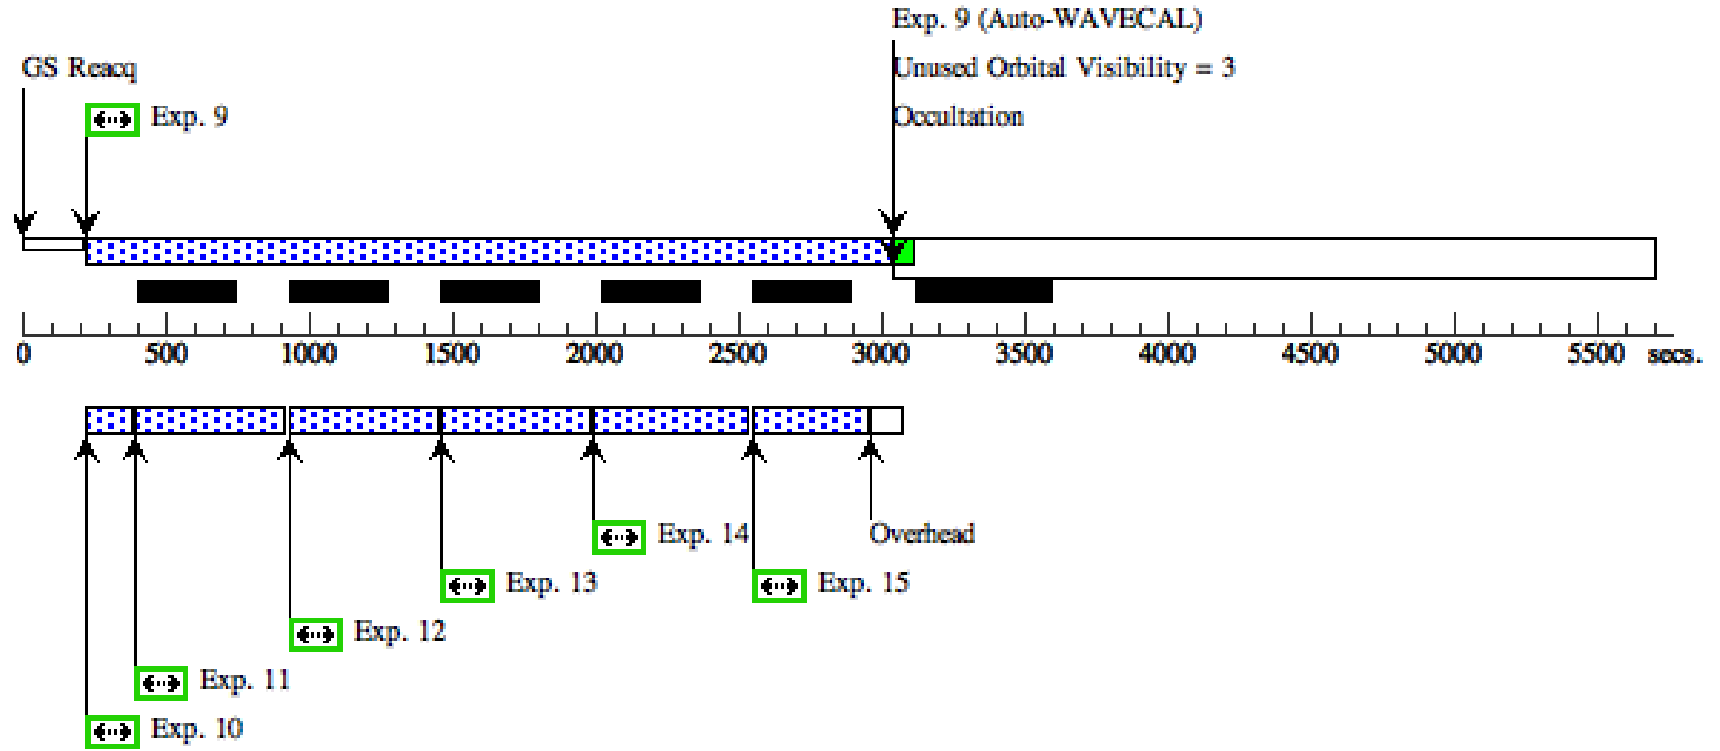 Exp. 9 (Auto-WAVECAL)
GS Reacq
Unused Orbital Visibility = 3
Exp. 9
Occultation
0 500 1000 1500 2000 2500 3000 3500 4000 4500 5000 5500 secs.
Exp. 14
Overhead
Exp. 13
Exp. 15
Exp. 12
Exp. 11
Exp. 10